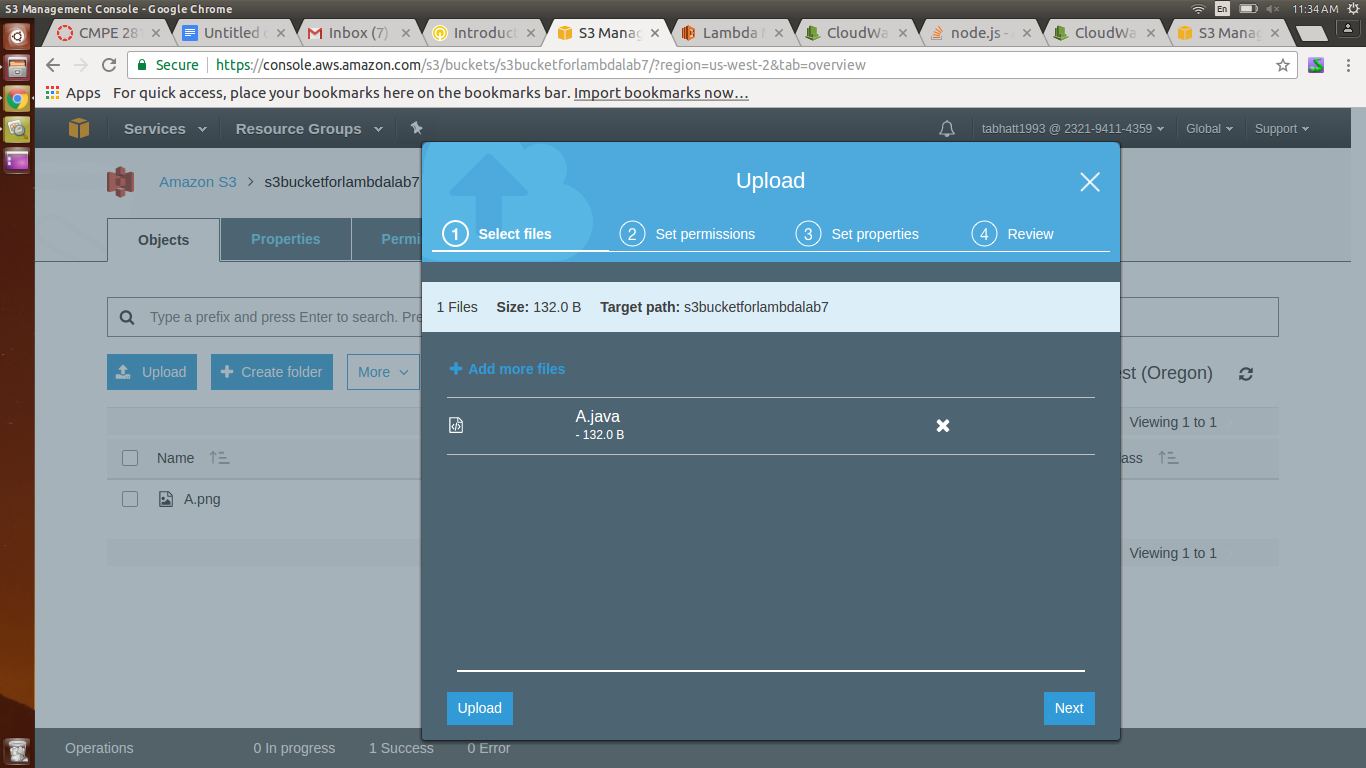 S3 Management Console - Google Chrome
En
11:34 AM
CMPE 28
Untitled
Inbox (7)
Introduct
S3 Manag
Lambda M
CloudWa
node.js - A
CloudWa
S3 Manag
Secure
https://console.aws.amazon.com/s3/buckets/s3bucketforlambdalab7/?region=us-west-2&tab=overview
Apps For quick access, place your bookmarks here on the bookmarks bar. Import bookmarks now...
Services
Resource Groups
tabhatt1993 @ 2321-9411-4359
Global
Support
Amazon S3 > s3bucketforlambdalab7
Objects
Properties
Permi
Upload
1 Select files
2 Set permissions
3 Set properties
4 Review
1 Files Size: 132.0 B Target path: s3bucketforlambdalab7
Type a prefix and press Enter to search. Pre
Add more files
Upload
Create folder
More
est (Oregon)
A.java
- 132.0 B
Viewing 1 to 1
Name
ass
A.png
Viewing 1 to 1
Upload
Next
Operations
0 In progress
1 Success
0 Error